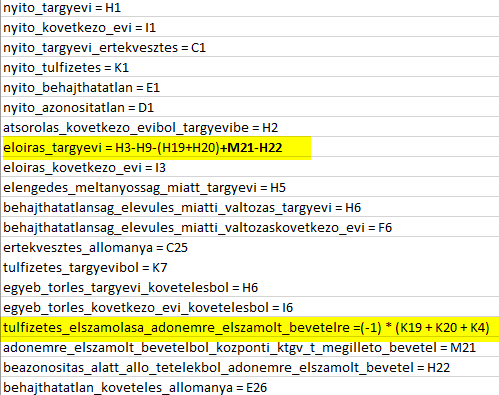 nyito_targyevi = H1
nyito_kovetkezo_evi = I1
nyito_targyevi_ertekvesztes = C1
nyito_tulfizetes = K1
nyito_behajthatatlan = E1
nyito_azonositatlan = D1
atsorolas_kovetkezo_evibol_targyevibe = H2
eloiras_targyevi = H3-H9-(H19+H20)+M21-H22
eloiras_kovetkezo_evi = I3
elengedes_meltanyossag_miatt_targyevi = H5
behajthatatlansag_elevules_miatti_valtozas_targyevi = H6
behajthatatlansag_elevules_miatti_valtozaskovetkezo_evi = F6
ertekvesztes_allomanya = C25
tulfizetes_targyevibol = K7
egyeb_torles_targyevi_kovetelesbol = H6
egyeb_torles_kovetkezo_evi_kovetelesbol = I6
tulfizetes_elszamolasa_adonemre_elszamolt_bevetelre =(-1) * (K19 + K20 + K4)
adonemre_elszamolt_bevetelbol_kozponti_ktgv_t_megilleto_bevetel = M21
beazonositas_alatt_allo_tetelekbol_adonemre_elszamolt_bevetel = H22
behajthatatlan_koveteles_allomanya = E26